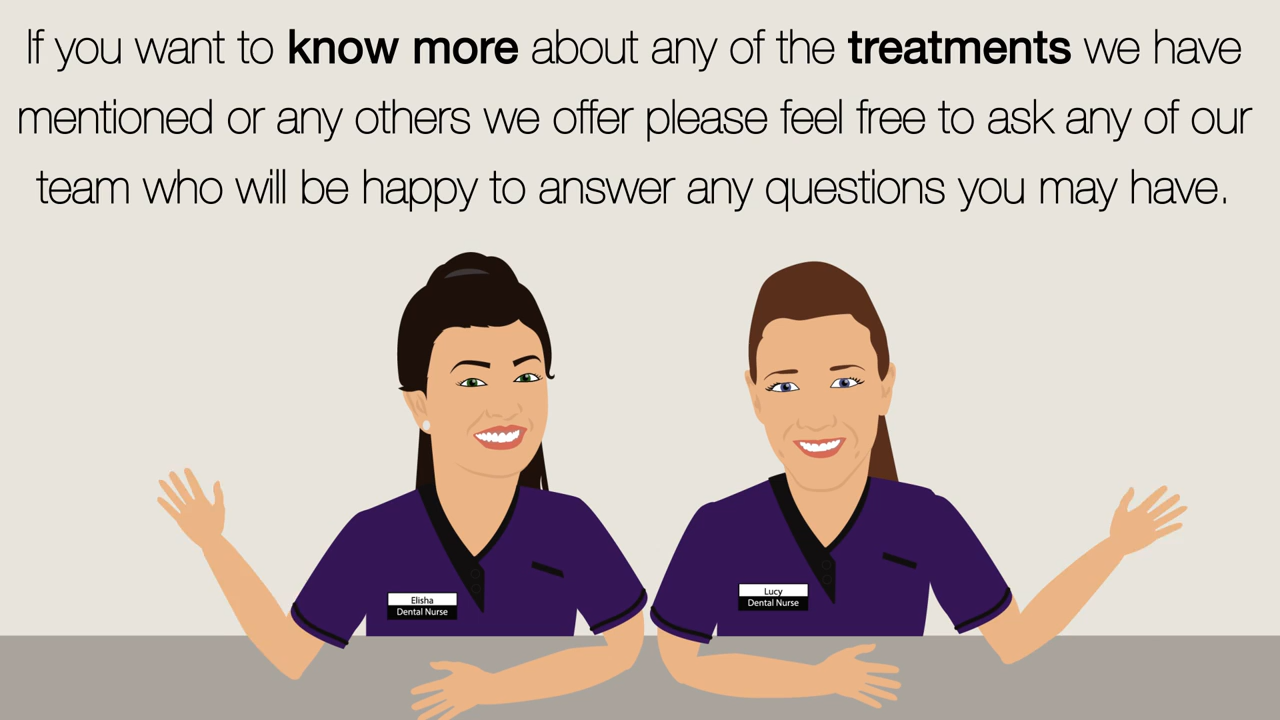 If you want to know more about any of the treatments we have
mentioned or any others we offer please feel free to ask any of our
team who will be happy to answer any questions you may have.
Elisha
Dental Nurse
Lucy
Dental Nurse